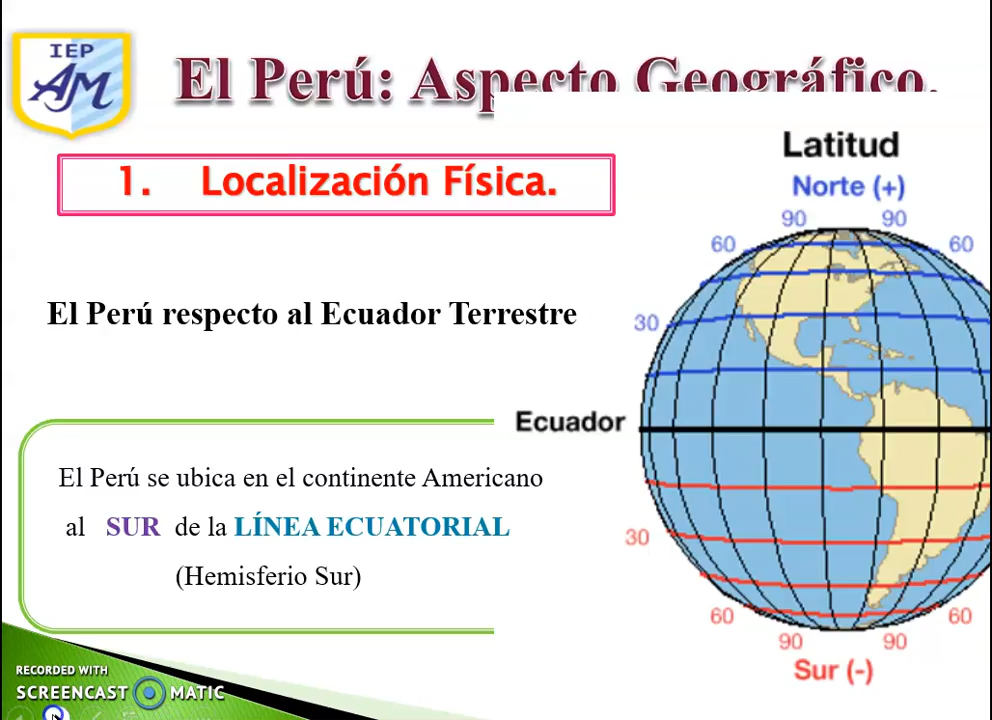 IEP
AM
El Perú: Aspecto Geográfico.
1. Localización Física.
El Perú respecto al Ecuador Terrestre
El Perú se ubica en el continente Americano
al SUR de la LÍNEA ECUATORIAL
(Hemisferio Sur)
Latitud
Norte (+)
90 90
60 60
30
Ecuador
30
60 60
90 90
Sur (-)
RECORDED WITH
SCREENCAST MATIC